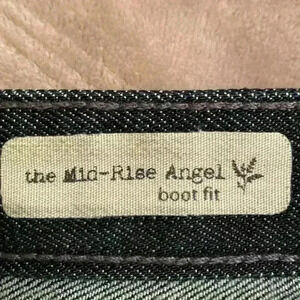 the Mid-Rise Angel
boot fit